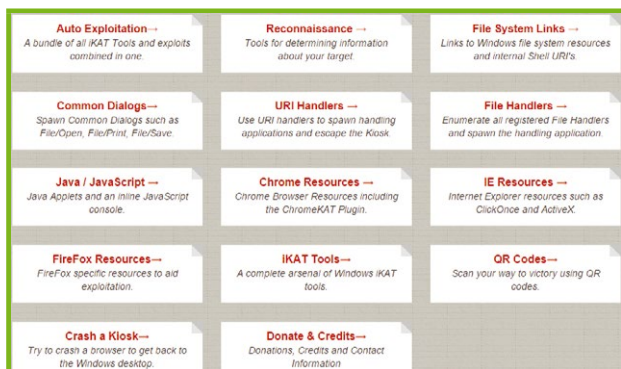 Auto Exploitation→
A bundle of all iKAT Tools and exploits
combined in one.
Reconnaissance →
Tools for determining information
about your target.
File System Links →
Links to Windows file system resources
and internal Shell URI's.
Common Dialogs→
Spawn Common Dialogs such as
File/Open, File/Print, File/Save.
URI Handlers →
Use URI handlers to spawn handling
applications and escape the Kiosk.
File Handlers →
Enumerate all registered File Handlers
and spawn the handling application.
Java / JavaScript →
Java Applets and an inline JavaScript
console.
Chrome Resources →
Chrome Browser Resources including
the ChromeKAT Plugin.
IE Resources →
Internet Explorer resources such as
ClickOnce and ActiveX.
FireFox Resources→
FireFox specific resources to aid
exploitation.
iKAT Tools→
A complete arsenal of Windows iKAT
tools.
QR Codes→
Scan your way to victory using QR
codes.
Crash a Kiosk→
Try to crash a browser to get back to
the Windows desktop.
Donate & Credits→
Donations, Credits and Contact
Information